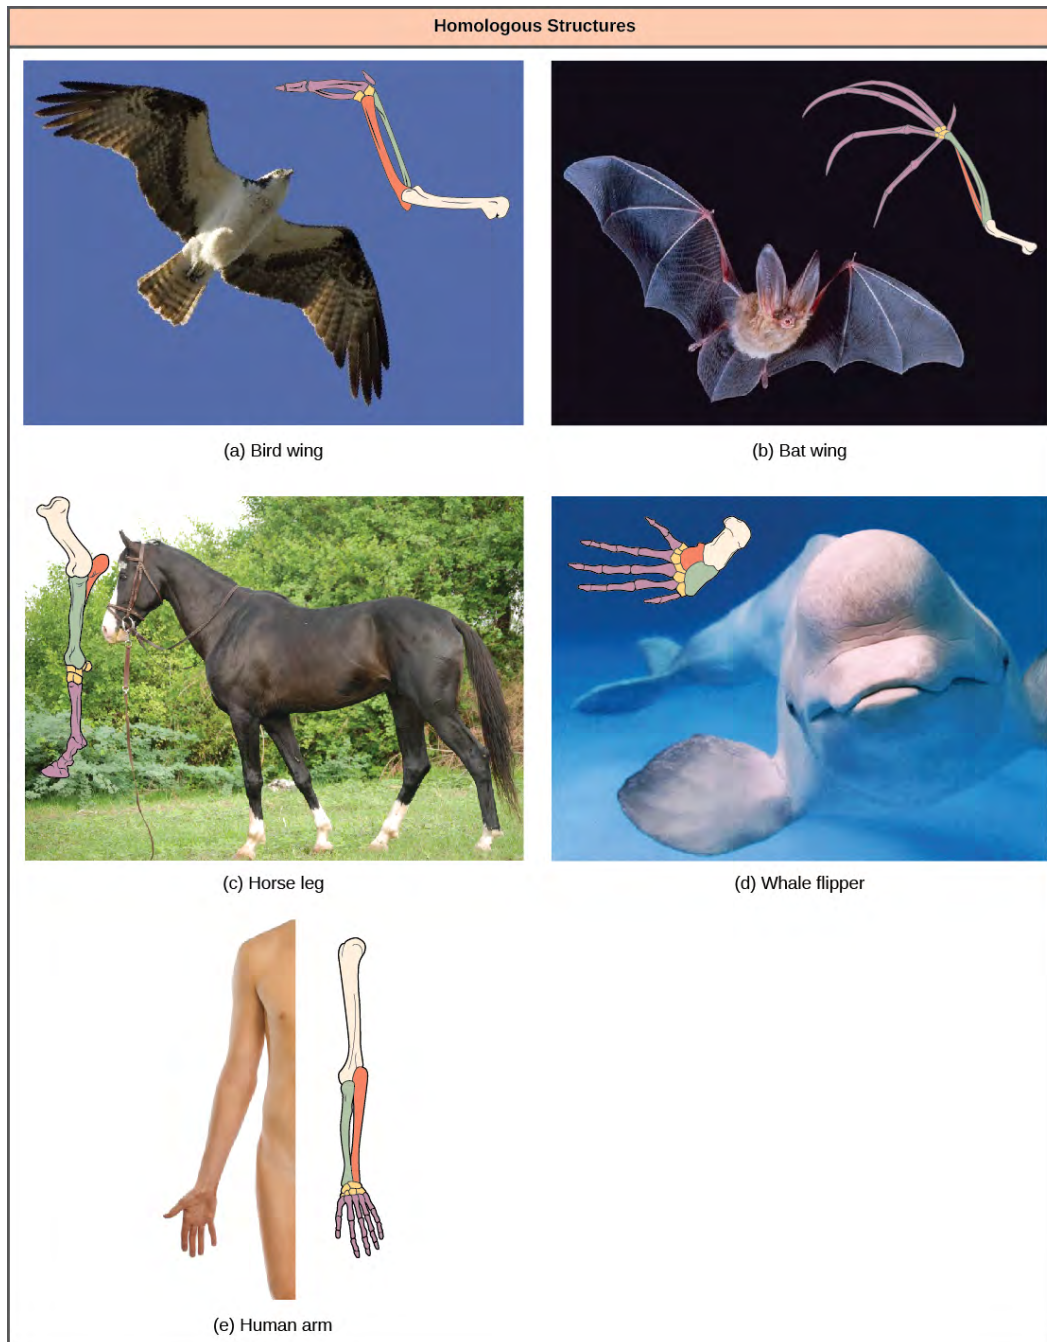 Homologous Structures
(a) Bird wing
(b) Bat wing
(c) Horse leg
(d) Whale flipper
(e) Human arm